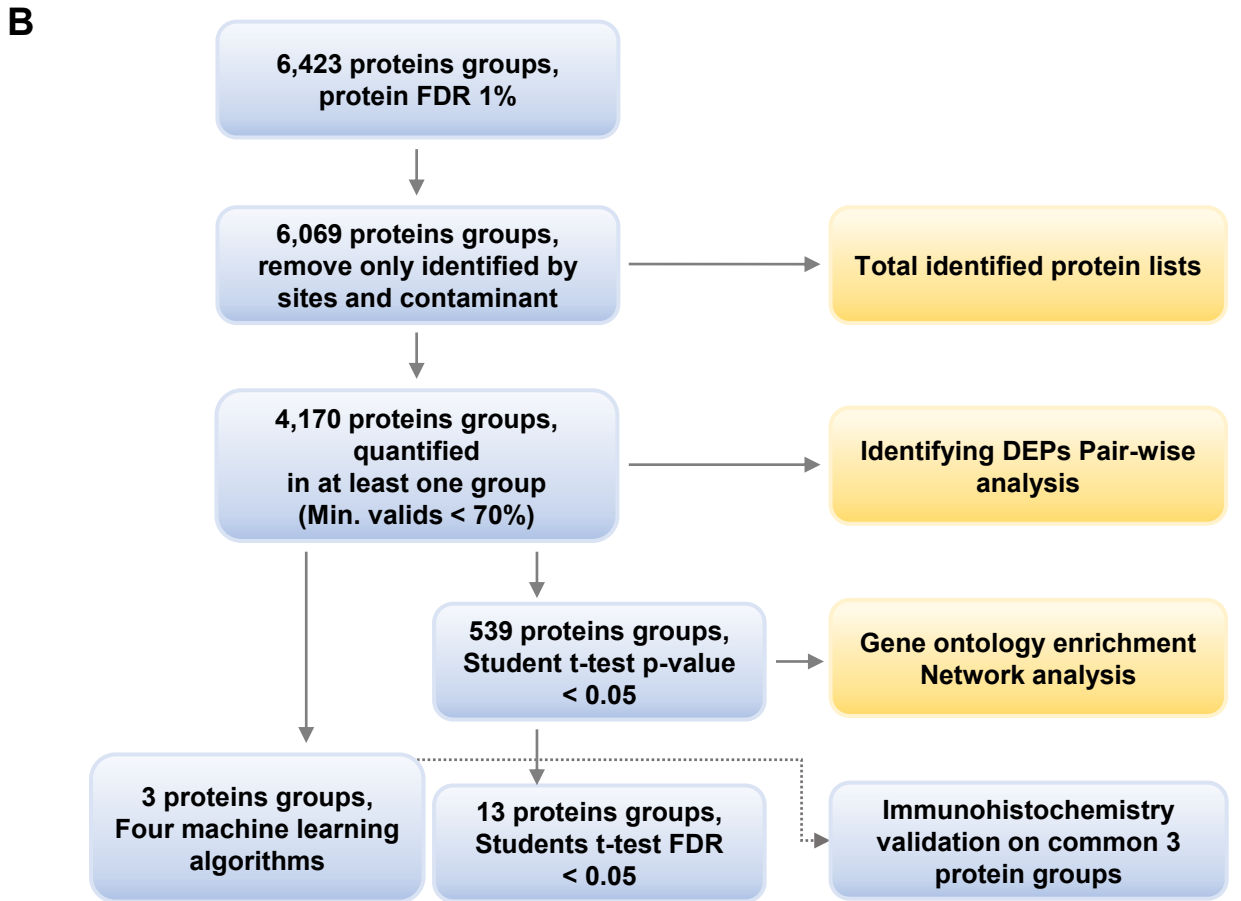 B
6,423 proteins groups,
protein FDR 1%
6,069 proteins groups,
remove only identified by
sites and contaminant
Total identified protein lists
4,170 proteins groups,
quantified
in at least one group
(Min. valids < 70%)
Identifying DEPs Pair-wise
analysis
539 proteins groups,
Student t-test p-value
< 0.05
Gene ontology enrichment
Network analysis
3 proteins groups,
Four machine learning
algorithms
13 proteins groups,
Students t-test FDR
< 0.05
Immunohistochemistry
validation on common 3
protein groups